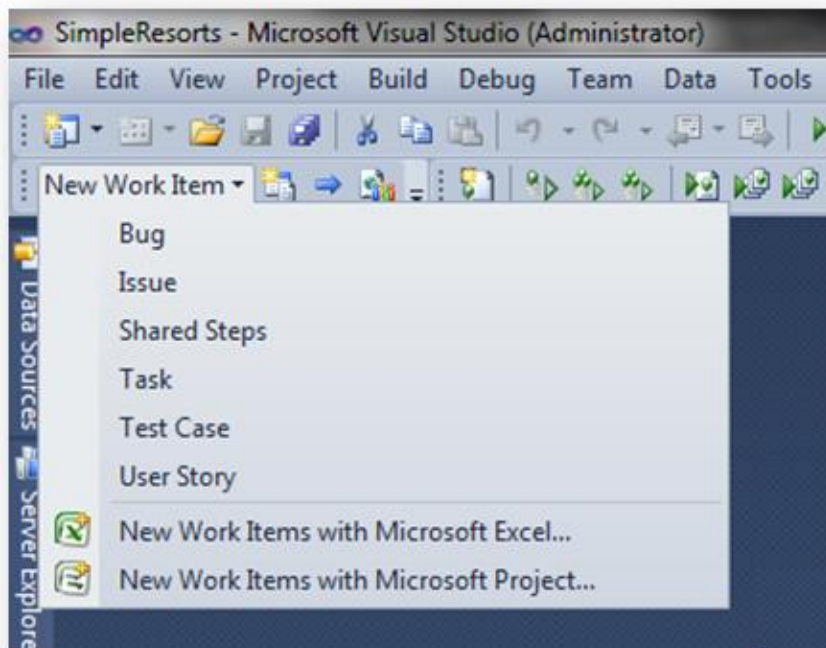 SimpleResorts - Microsoft Visual Studio (Administrator)
File Edit View Project Build Debug Team Data Tools
New Work Item
Bug
Issue
Shared Steps
Task
Test Case
User Story
New Work Items with Microsoft Excel...
New Work Items with Microsoft Project...
Data Sources
Server Explore